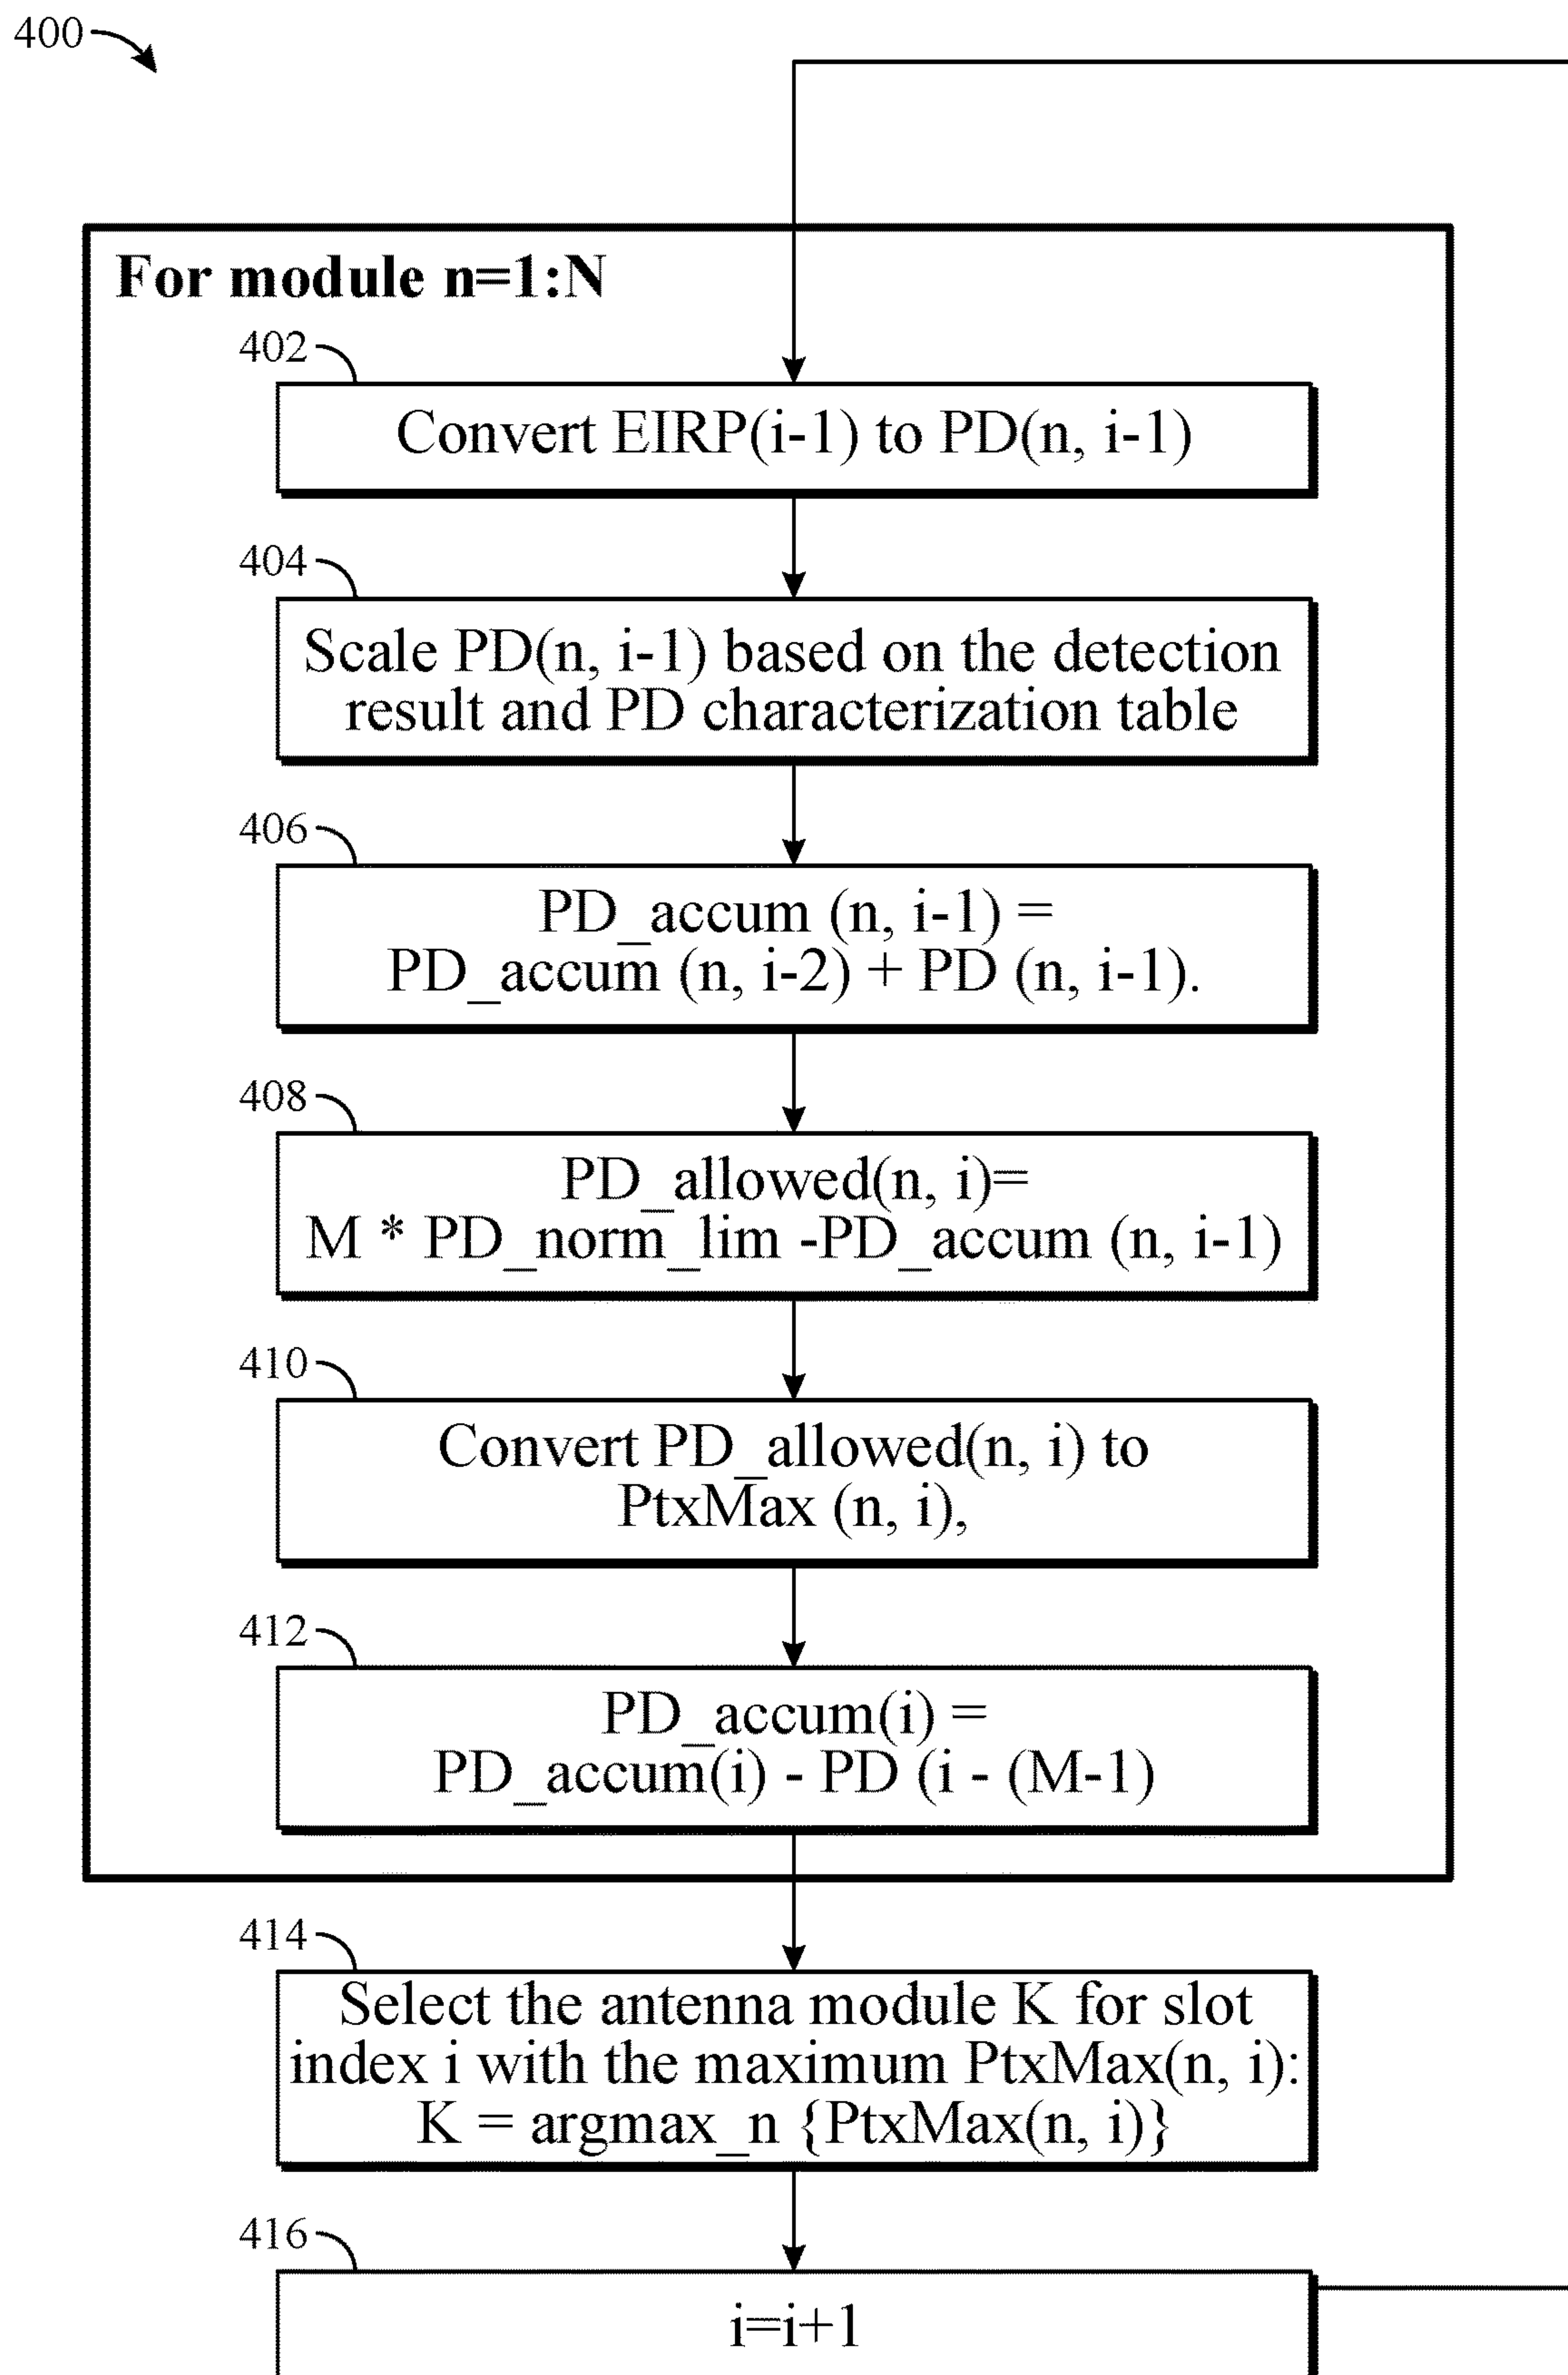 400
For module n=1:N
402
Convert EIRP(i-1) to PD(n, i-1)
404
Scale PD(n, i-1) based on the detection
result and PD characterization table
406
PD_accum (n, i-1) =
PD_accum (n, i-2) + PD (n, i-1).
408
PD_allowed(n, i)=
M * PD_norm_lim -PD_accum (n, i-1)
410
Convert PD_allowed(n, i) to
PtxMax (n, i),
412
PD_accum(i) =
PD_accum(i) - PD (i - (M-1)
414
Select the antenna module K for slot
index i with the maximum PtxMax(n, i):
K = argmax_n {PtxMax(n, i)}
416
i=i+1